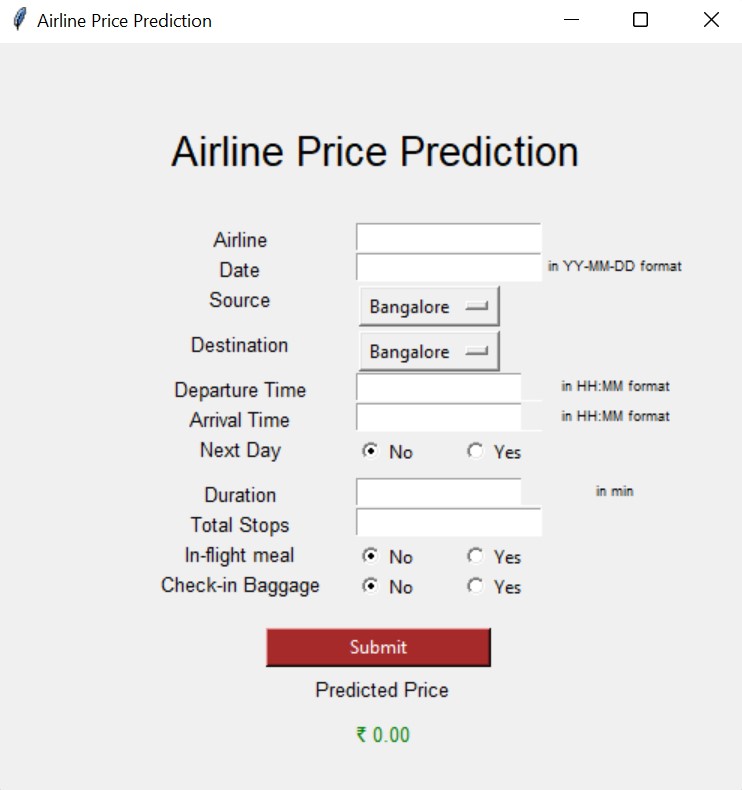 Airline Price Prediction
Airline Price Prediction
Airline
Date in YY-MM-DD format
Source Bangalore
Destination Bangalore
Departure Time in HH:MM format
Arrival Time in HH:MM format
Next Day No Yes
Duration in min
Total Stops
In-flight meal No Yes
Check-in Baggage No Yes
Submit
Predicted Price
₹ 0.00